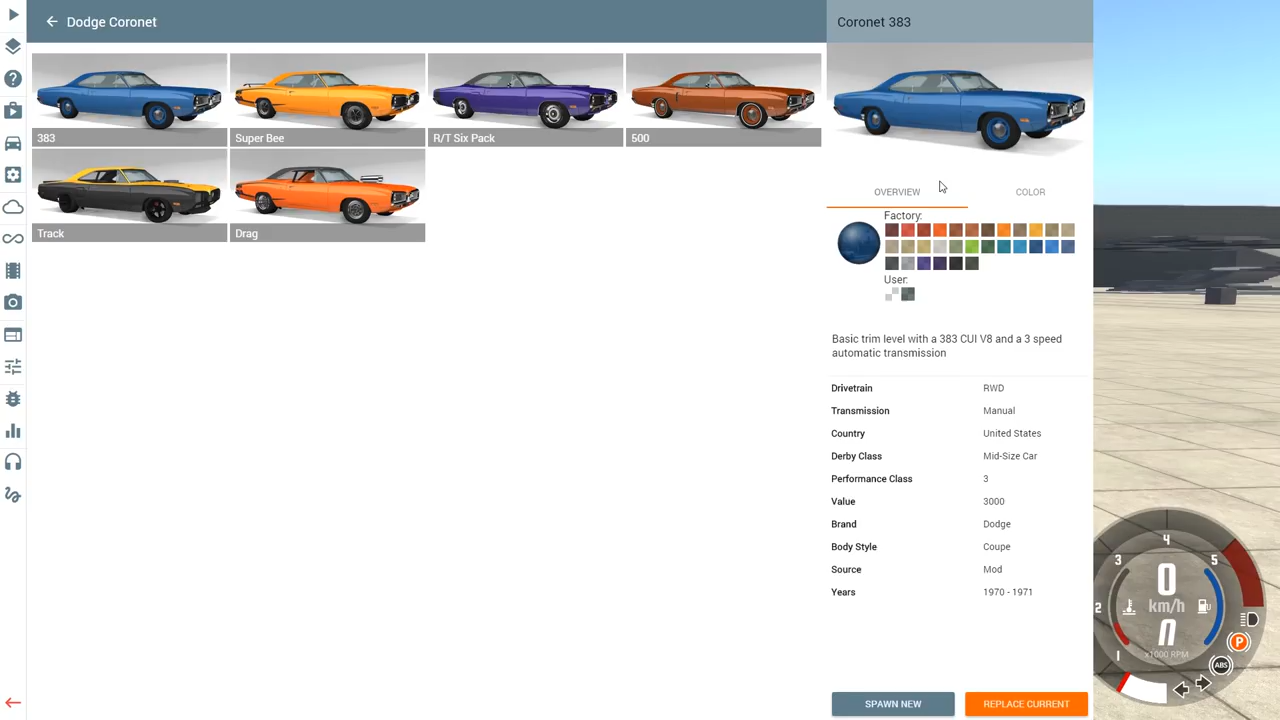 Dodge Coronet
Coronet 383
383
Super Bee
R/T Six Pack
500
Track
Drag
OVERVIEW
COLOR
Factory:
User:
Basic trim level with a 383 CUI V8 and a 3 speed
automatic transmission
Drivetrain RWD
Transmission Manual
Country United States
Derby Class Mid-Size Car
Performance Class 3
Value 3000
Brand Dodge
Body Style Coupe
Source Mod
Years 1970 - 1971
SPAWN NEW
REPLACE CURRENT
4
3
5
2
1
0
km/h
n
x1000 RPM
P
ABS